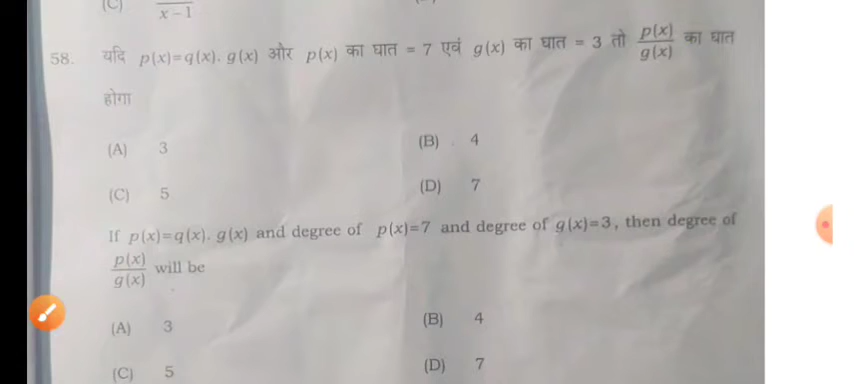 (C) x-1
58. यदि p(x)=q(x). g(x) और p(x) का घात = 7 एवं g(x) का घात = 3 तो p(x)/g(x) का घात
होगा
(A) 3 (B) 4
(C) 5 (D) 7
If p(x)=q(x). g(x) and degree of p(x)=7 and degree of g(x)=3, then degree of
p(x)/g(x) will be
(A) 3 (B) 4
(C) 5 (D) 7